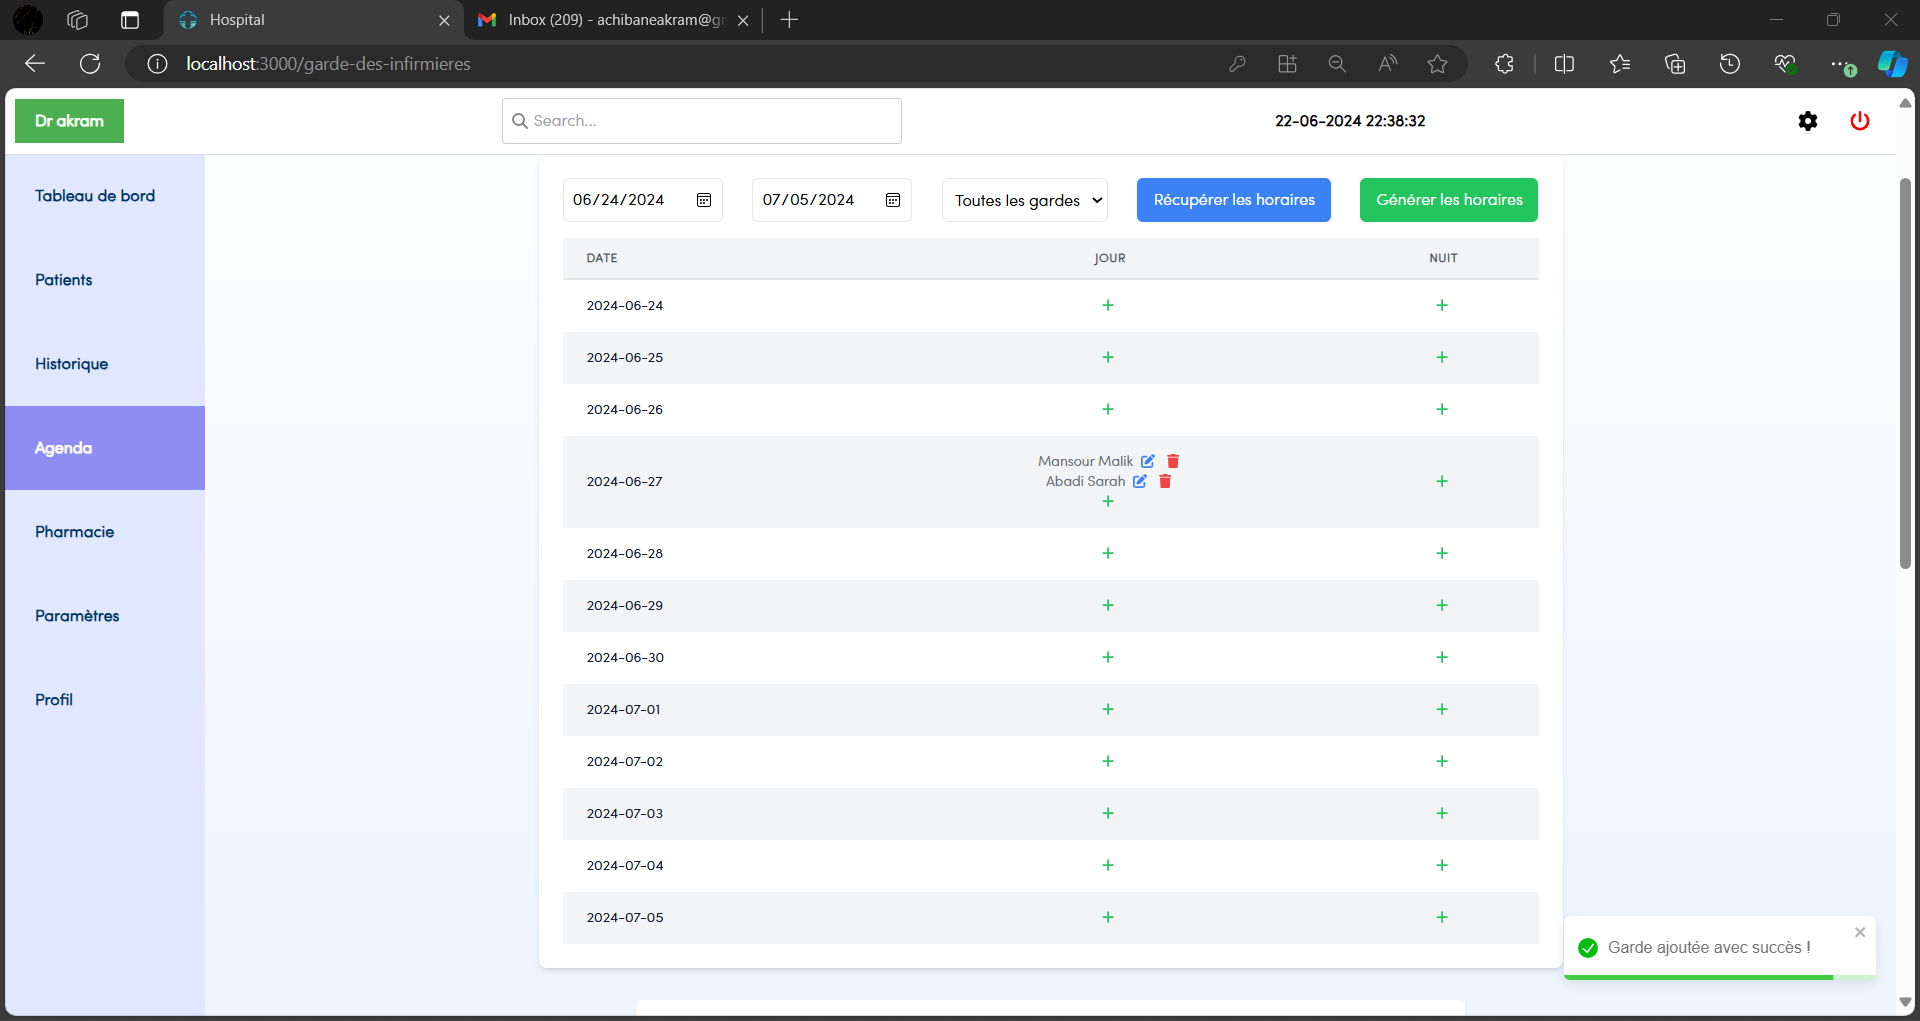 Hospital
Inbox (209) - achibaneakram@gr
localhost:3000/garde-des-infirmieres
Dr akram
Search...
22-06-2024 22:38:32
Tableau de bord
Patients
Historique
Agenda
Pharmacie
Paramètres
Profil
06/24/2024
07/05/2024
Toutes les gardes
Récupérer les horaires
Générer les horaires
DATE JOUR NUIT
2024-06-24 + +
2024-06-25 + +
2024-06-26 + +
Mansour Malik
2024-06-27 Abadi Sarah +
+
2024-06-28 + +
2024-06-29 + +
2024-06-30 + +
2024-07-01 + +
2024-07-02 + +
2024-07-03 + +
2024-07-04 + +
2024-07-05 + +
Garde ajoutée avec succès !